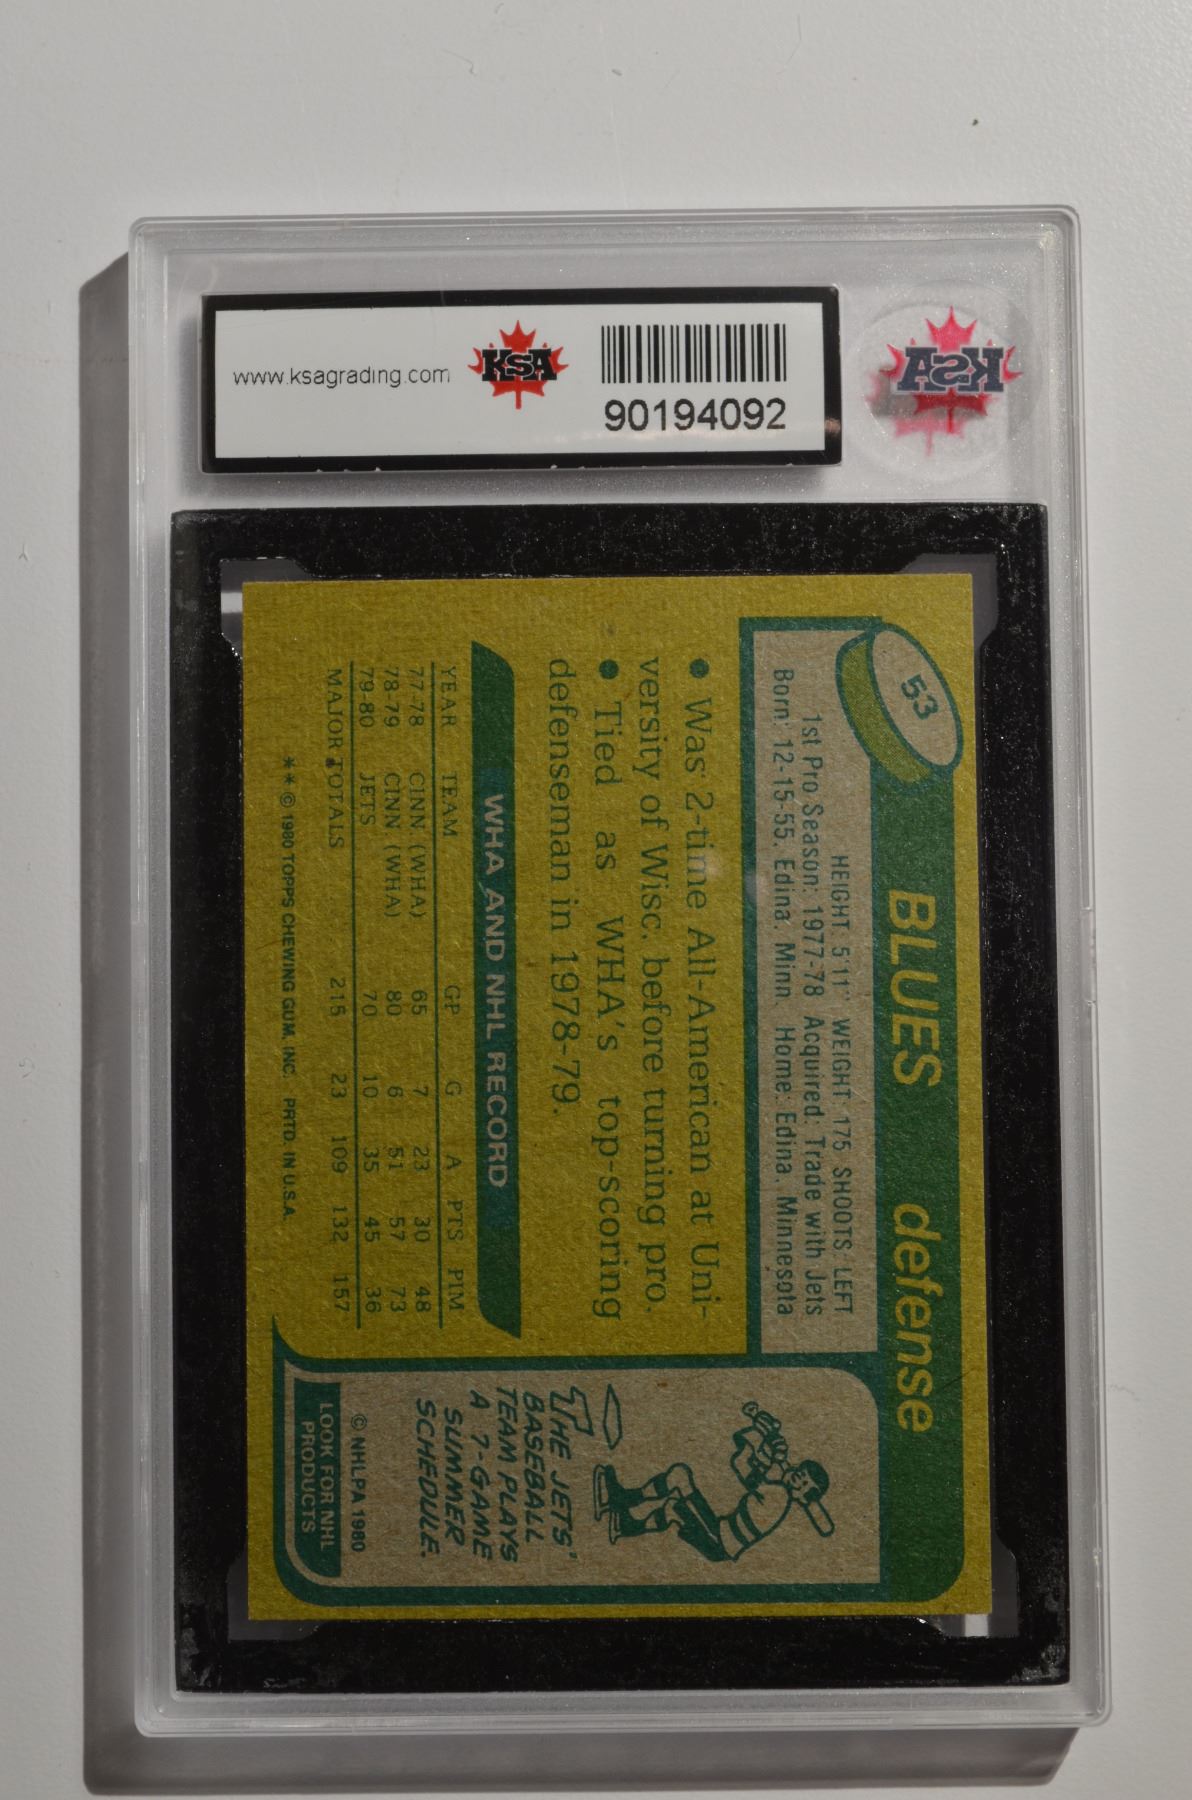 www.ksagrading.com
KSA
90194092
KSA
53
BLUES defense
HEIGHT 5'11" WEIGHT 175 SHOOTS: LEFT
1st Pro Season: 1977-78 Acquired: Trade with Jets
Born: 12-15-55, Edina, Minn Home: Edina, Minnesota
• Was 2-time All-American at Uni-
versity of Wisc. before turning pro.
• Tied as WHA's top-scoring
defenseman in 1978-79.
WHA AND NHL RECORD
YEAR TEAM GP G A PTS PIM
77-78 CINN (WHA) 65 7 23 30 48
78-79 CINN (WHA) 80 6 51 57 73
79-80 JETS 70 10 35 45 36
MAJOR TOTALS 215 23 109 132 157
** © 1980 TOPPS CHEWING GUM, INC. PRTD. IN U.S.A.
THE JETS'
BASEBALL
TEAM PLAYS
A 7-GAME
SUMMER
SCHEDULE.
© NHLPA 1980
LOOK FOR NHL
PRODUCTS